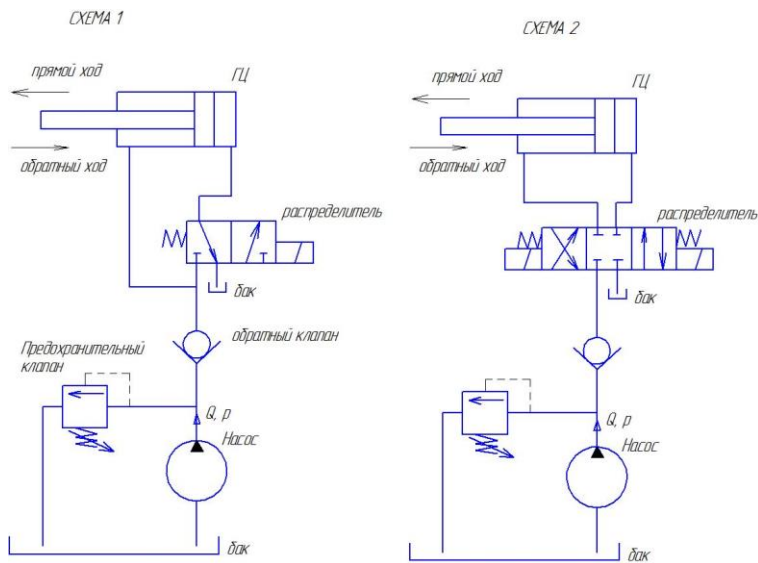 СХЕМА 1
прямой ход
ГЦ
обратный ход
распределитель
бак
обратный клапан
Предохранительный
клапан
Q, p
Насос
бак
СХЕМА 2
прямой ход
ГЦ
обратный ход
распределитель
бак
Q, p
Насос
бак